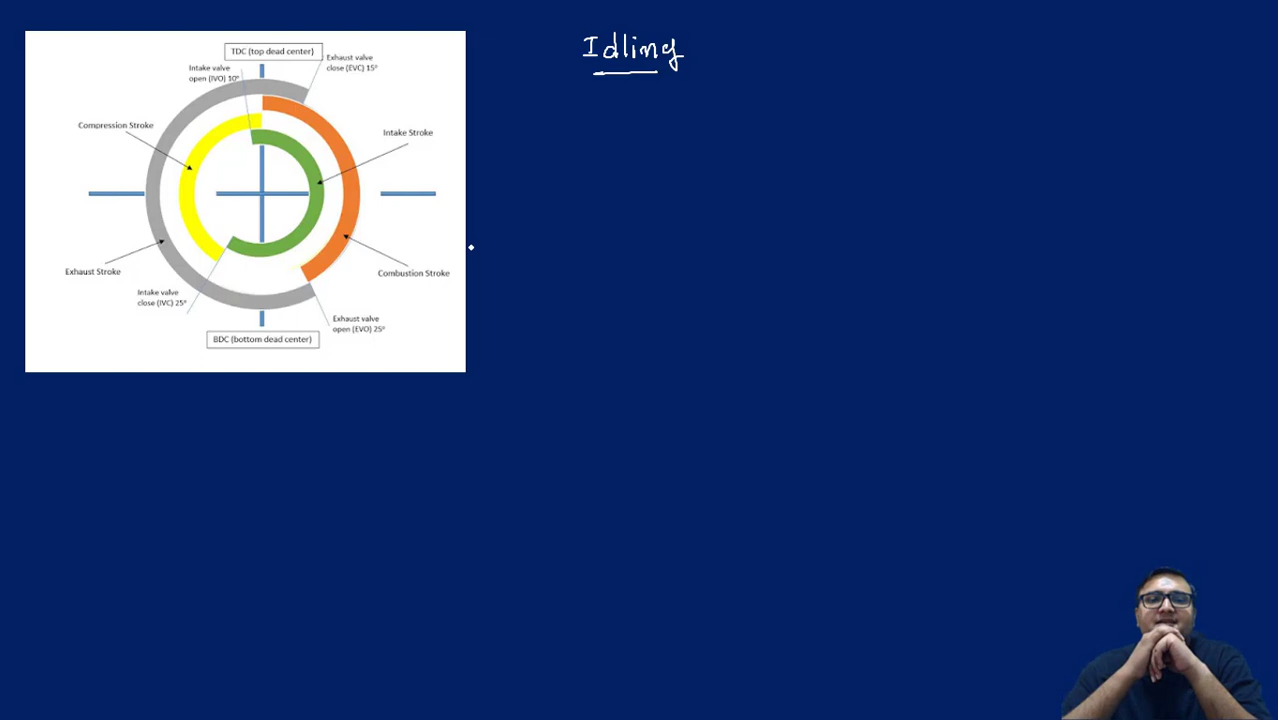 Idling
TDC (top dead center)
Exhaust valve
close (EVC) 15°
Intake valve
open (IVO) 10°
Compression Stroke
Intake Stroke
Exhaust Stroke
Combustion Stroke
Intake valve
close (IVC) 25°
Exhaust valve
open (EVO) 25°
BDC (bottom dead center)